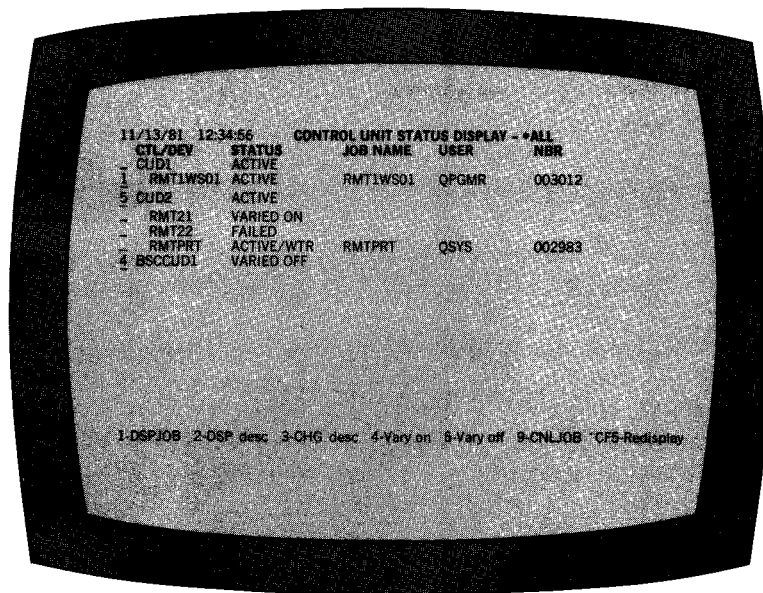 11/13/81 12:34:56 CONTROL UNIT STATUS DISPLAY - *ALL
CTL/DEV STATUS JOB NAME USER NBR
_ CUD1 ACTIVE
1 RMT1WS01 ACTIVE RMT1WS01 QPGMR 003012
5 CUD2 ACTIVE
_ RMT21 VARIED ON
_ RMT22 FAILED
_ RMTPRT ACTIVE/WTR RMTPRT QSYS 002983
4 BSCCUD1 VARIED OFF
1-DSPJOB 2-DSP desc 3-CHG desc 4-Vary on 5-Vary off 9-CNLJOB CF5-Redisplay